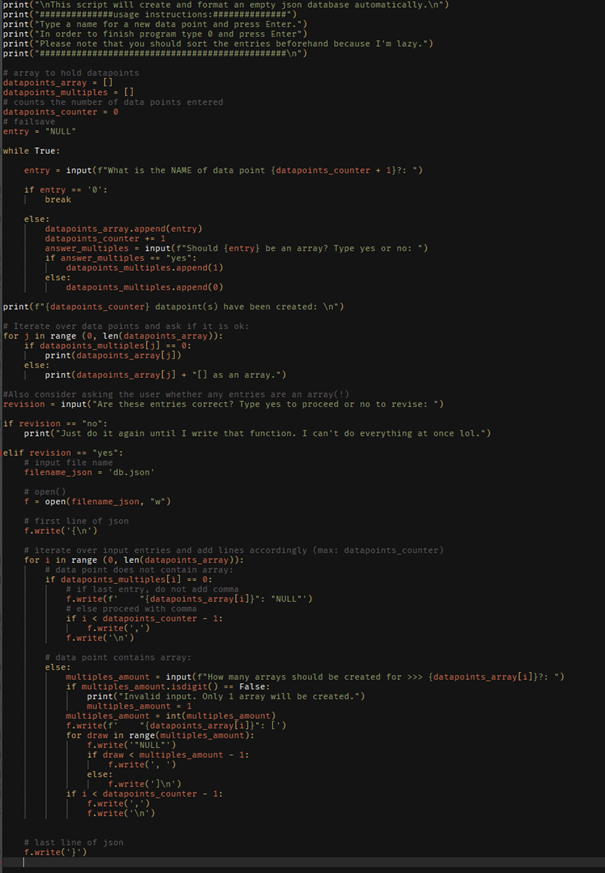 print("\nThis script will create and format an empty json database automatically.\n")
print("##############usage instructions:##############")
print("Type a name for a new data point and press Enter.")
print("In order to finish program type 0 and press Enter")
print("Please note that you should sort the entries beforehand because I'm lazy.")
print("###############################################\n")
# array to hold datapoints
datapoints_array = []
datapoints_multiples = []
# counts the number of data points entered
datapoints_counter = 0
# failsave
entry = "NULL"
while True:
    entry = input(f"What is the NAME of data point {datapoints_counter + 1}?: ")
    if entry == '0':
        break
    else:
        datapoints_array.append(entry)
        datapoints_counter += 1
        answer_multiples = input(f"Should {entry} be an array? Type yes or no: ")
        if answer_multiples == "yes":
            datapoints_multiples.append(1)
        else:
            datapoints_multiples.append(0)
print(f"{datapoints_counter} datapoint(s) have been created: \n")
# Iterate over data points and ask if it is ok:
for j in range (0, len(datapoints_array)):
    if datapoints_multiples[j] == 0:
        print(datapoints_array[j])
    else:
        print(datapoints_array[j] + "[] as an array.")
#Also consider asking the user whether any entries are an array(!)
revision = input("Are these entries correct? Type yes to proceed or no to revise: ")
if revision == "no":
    print("Just do it again until I write that function. I can't do everything at once lol.")
elif revision == "yes":
    # input file name
    filename_json = 'db.json'
    # open()
    f = open(filename_json, "w")
    # first line of json
    f.write('{\n')
    # iterate over input entries and add lines accordingly (max: datapoints_counter)
    for i in range (0, len(datapoints_array)):
        # data point does not contain array:
        if datapoints_multiples[i] == 0:
            # if last entry, do not add comma
            f.write(f'    "{datapoints_array[i]}": "NULL"')
            # else proceed with comma
            if i < datapoints_counter - 1:
                f.write(',')
            f.write('\n')
        # data point contains array:
        else:
            multiples_amount = input(f"How many arrays should be created for >>> {datapoints_array[i]}?: ")
            if multiples_amount.isdigit() == False:
                print("Invalid input. Only 1 array will be created.")
                multiples_amount = 1
            multiples_amount = int(multiples_amount)
            f.write(f'    "{datapoints_array[i]}": [')
            for draw in range(multiples_amount):
                f.write('"NULL"')
                if draw < multiples_amount - 1:
                    f.write(', ')
                else:
                    f.write(']\n')
            if i < datapoints_counter - 1:
                f.write(',')
                f.write('\n')
    # last line of json
    f.write('}')